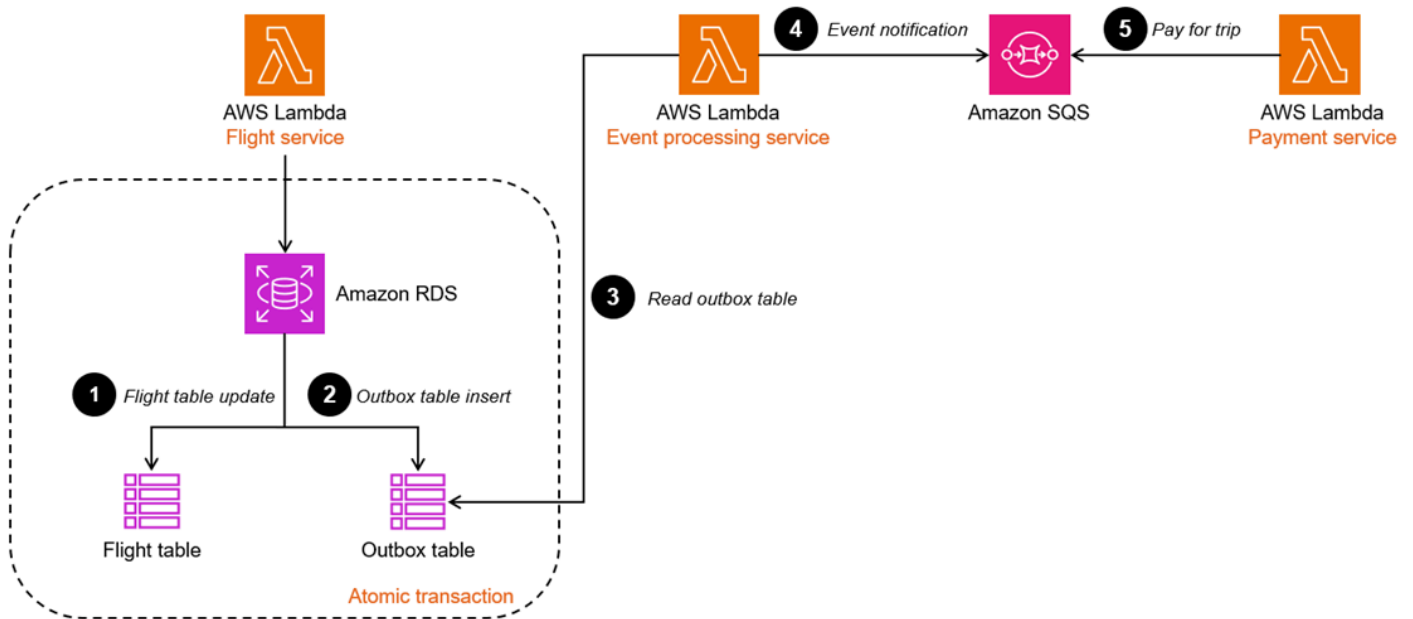 4
Event notification
5
Pay for trip
AWS Lambda
Flight service
AWS Lambda
Event processing service
Amazon SQS
AWS Lambda
Payment service
Amazon RDS
3
Read outbox table
1
Flight table update
2
Outbox table insert
Flight table
Outbox table
Atomic transaction